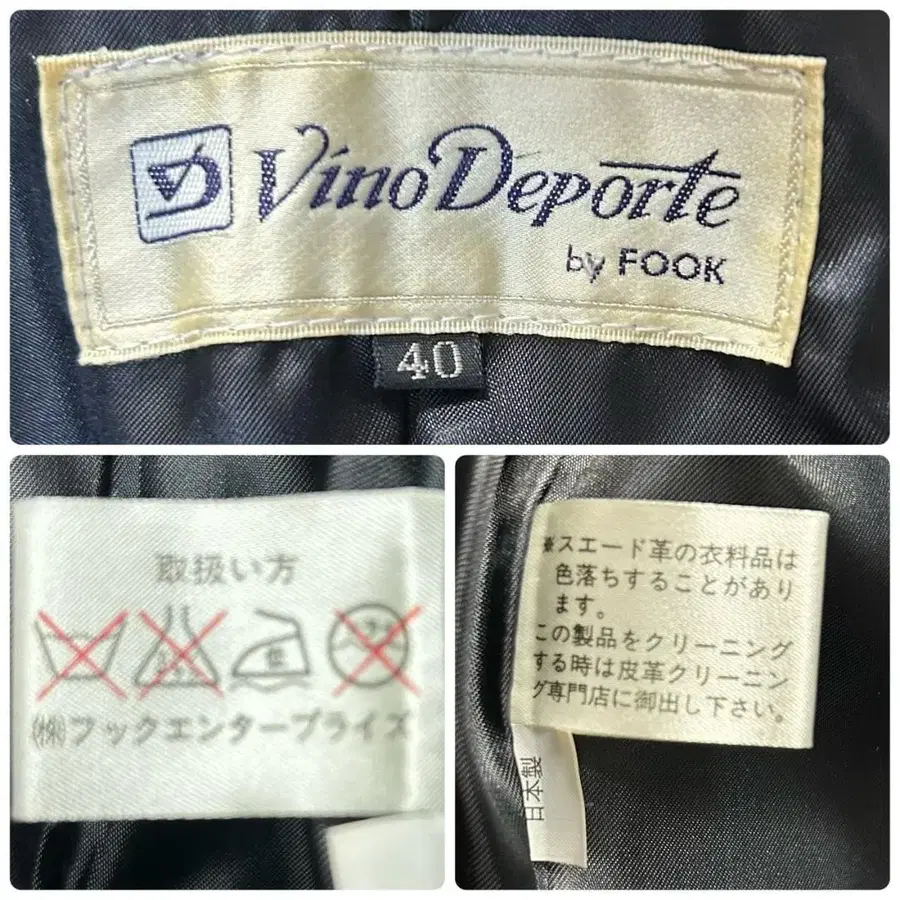 Vino Deporte
by FOOK
40
取扱い方
低
(株)フックエンタープライズ
※スエード革の衣料品は
色落ちすることがあり
ます。
この製品をクリーニング
する時は皮革クリーニン
グ専門店に御出し下さい。
日本製